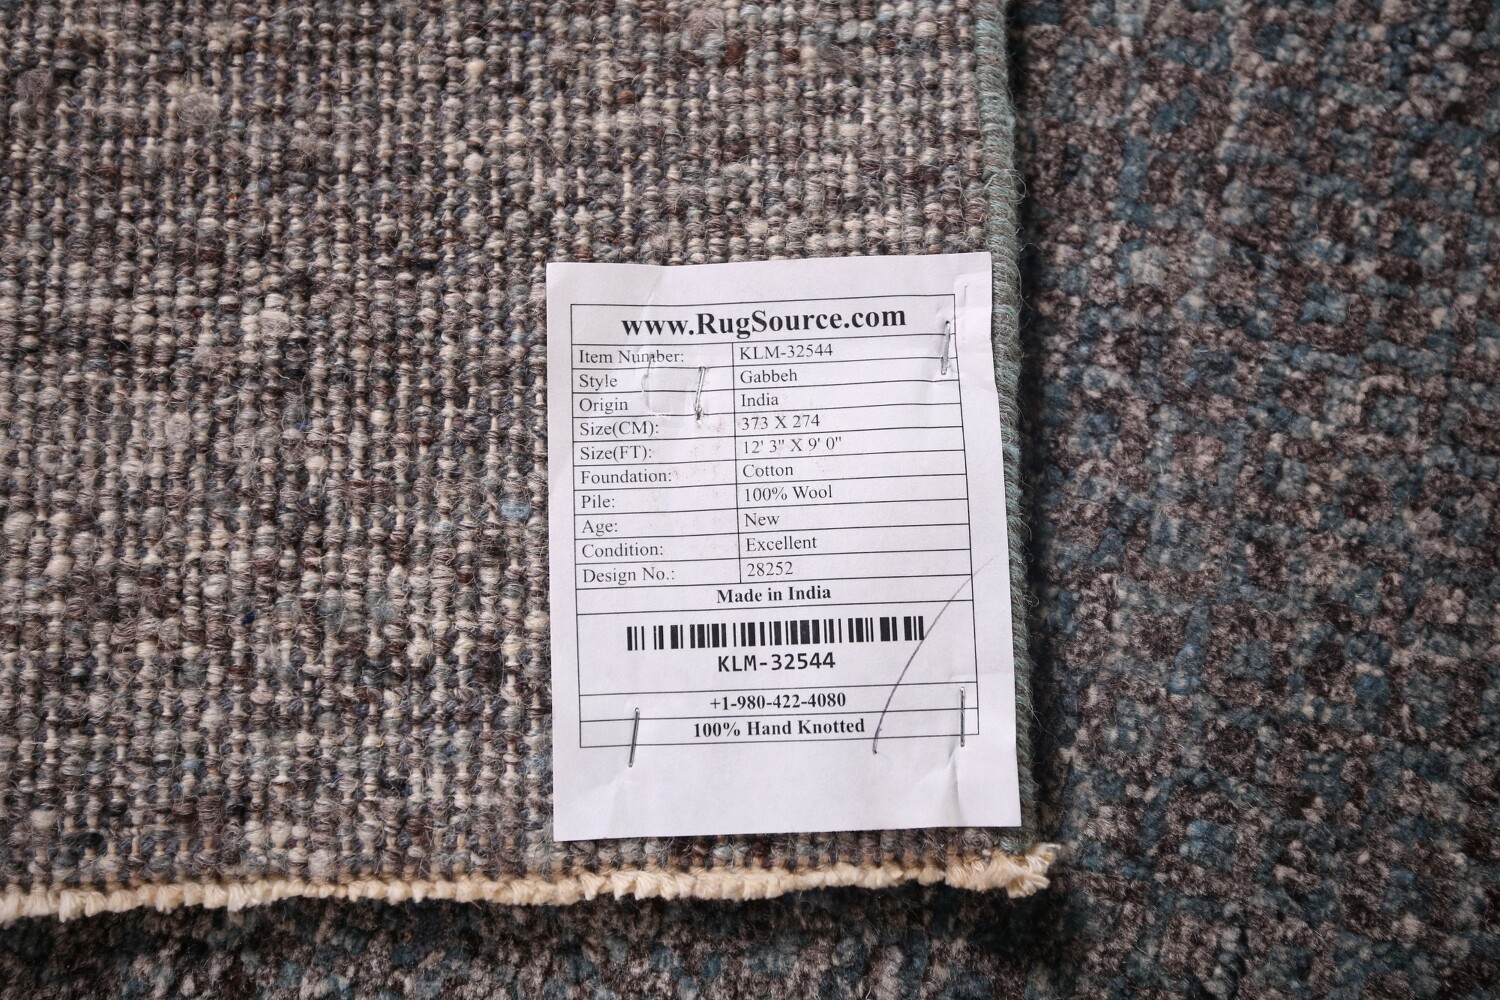 www.RugSource.com
Item Number: KLM-32544
Style Gabbeh
Origin India
Size(CM): 373 X 274
Size(FT): 12' 3" X 9' 0"
Foundation: Cotton
Pile: 100% Wool
Age: New
Condition: Excellent
Design No.: 28252
Made in India
KLM-32544
+1-980-422-4080
100% Hand Knotted